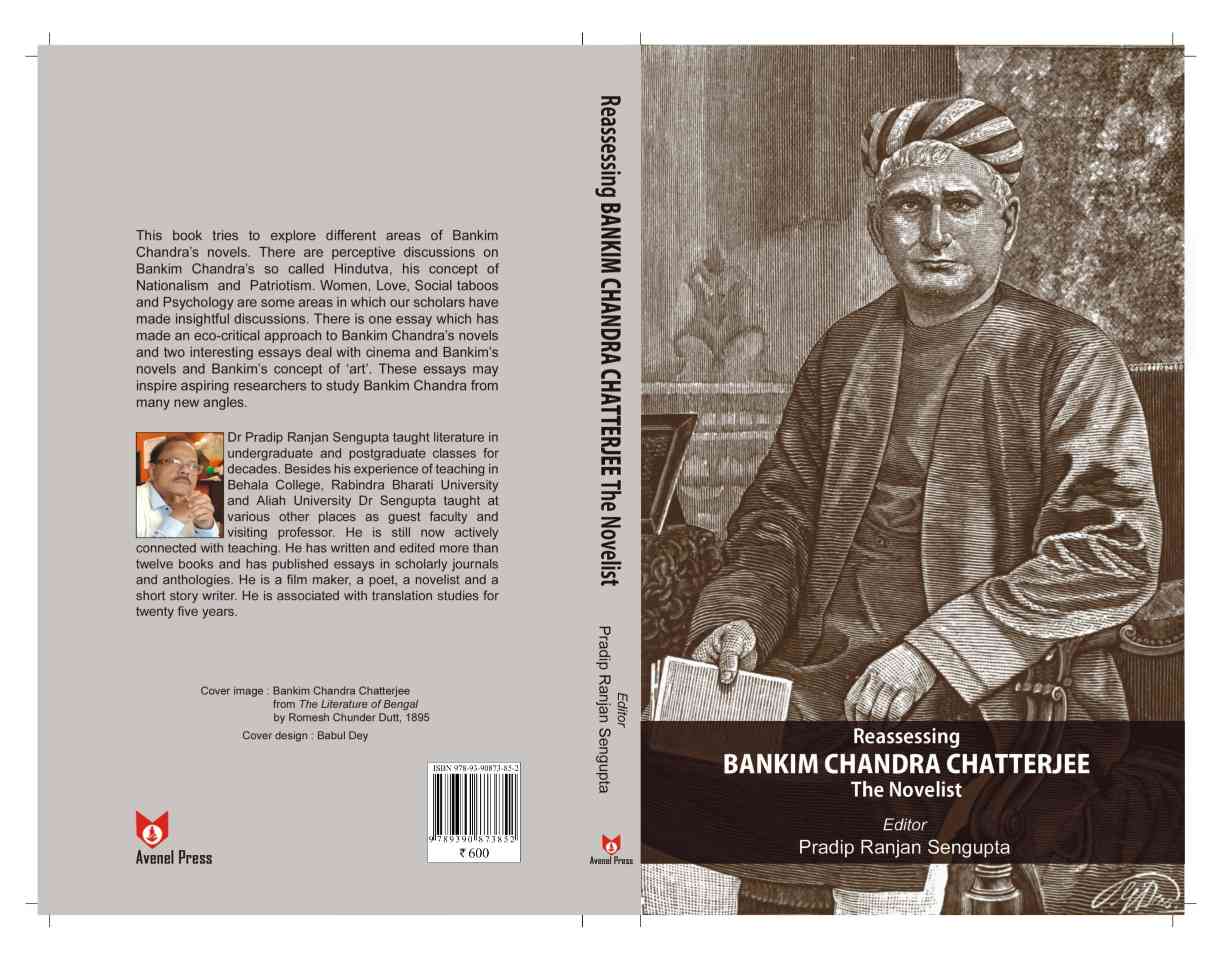 This book tries to explore different areas of Bankim
Chandra's novels. There are perceptive discussions on
Bankim Chandra's so called Hindutva, his concept of
Nationalism and Patriotism. Women, Love, Social taboos
and Psychology are some areas in which our scholars have
made insightful discussions. There is one essay which has
made an eco-critical approach to Bankim Chandra's novels
and two interesting essays deal with cinema and Bankim's
novels and Bankim's concept of 'art'. These essays may
inspire aspiring researchers to study Bankim Chandra from
many new angles.
Dr Pradip Ranjan Sengupta taught literature in
undergraduate and postgraduate classes for
decades. Besides his experience of teaching in
Behala College, Rabindra Bharati University
and Aliah University Dr Sengupta taught at
various other places as guest faculty and
visiting professor. He is still now actively
connected with teaching. He has written and edited more than
twelve books and has published essays in scholarly journals
and anthologies. He is a film maker, a poet, a novelist and a
short story writer. He is associated with translation studies for
twenty five years.
Cover image : Bankim Chandra Chatterjee
from The Literature of Bengal
by Romesh Chunder Dutt, 1895
Cover design : Babul Dey
Avenel Press
ISBN 978-93-90873-85-2
9 789390 873852
₹ 600
Reassessing BANKIM CHANDRA CHATTERJEE The Novelist
Editor
Pradip Ranjan Sengupta
Avenel Press
Reassessing
BANKIM CHANDRA CHATTERJEE
The Novelist
Editor
Pradip Ranjan Sengupta